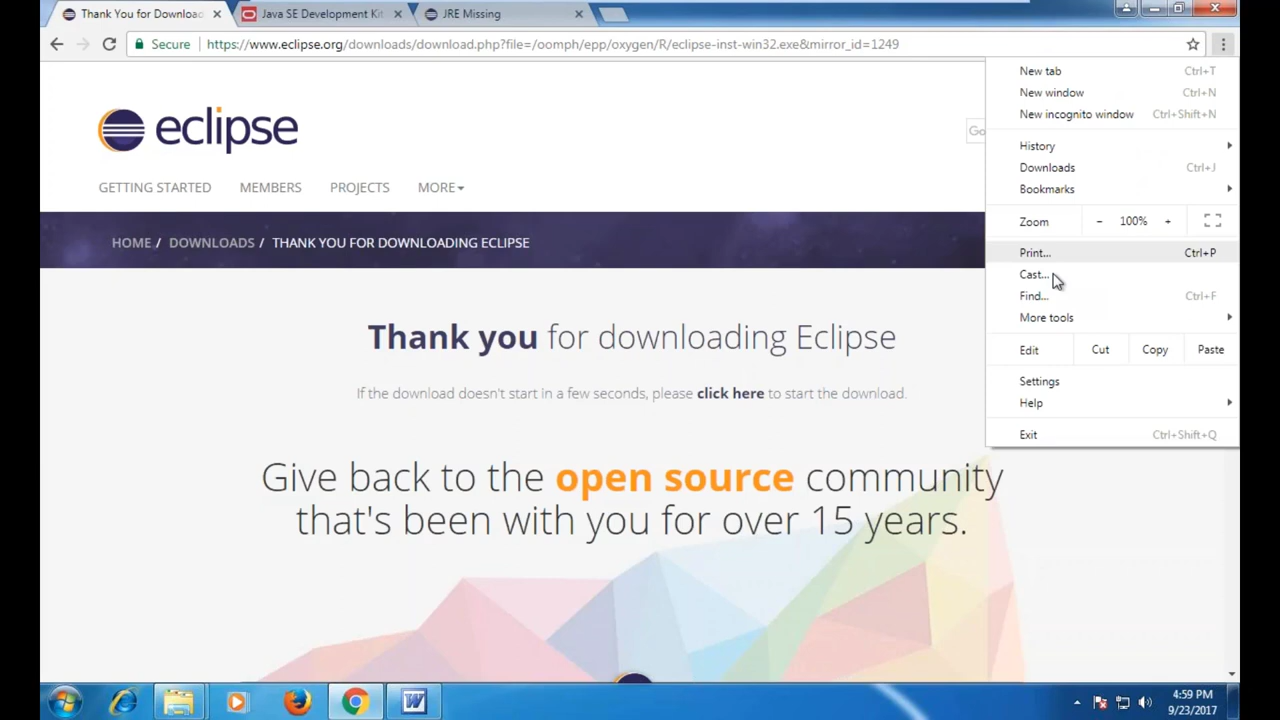 Thank You for Downloac
Java SE Development Kit
JRE Missing
Secure https://www.eclipse.org/downloads/download.php?file=/oomph/epp/oxygen/R/eclipse-inst-win32.exe&mirror_id=1249
eclipse
Go
GETTING STARTED MEMBERS PROJECTS MORE
HOME / DOWNLOADS / THANK YOU FOR DOWNLOADING ECLIPSE
Thank you for downloading Eclipse
If the download doesn't start in a few seconds, please click here to start the download.
Give back to the open source community
that's been with you for over 15 years.
New tab Ctrl+T
New window Ctrl+N
New incognito window Ctrl+Shift+N
History
Downloads Ctrl+J
Bookmarks
Zoom - 100% +
Print... Ctrl+P
Cast...
Find... Ctrl+F
More tools
Edit Cut Copy Paste
Settings
Help
Exit Ctrl+Shift+Q
4:59 PM
9/23/2017